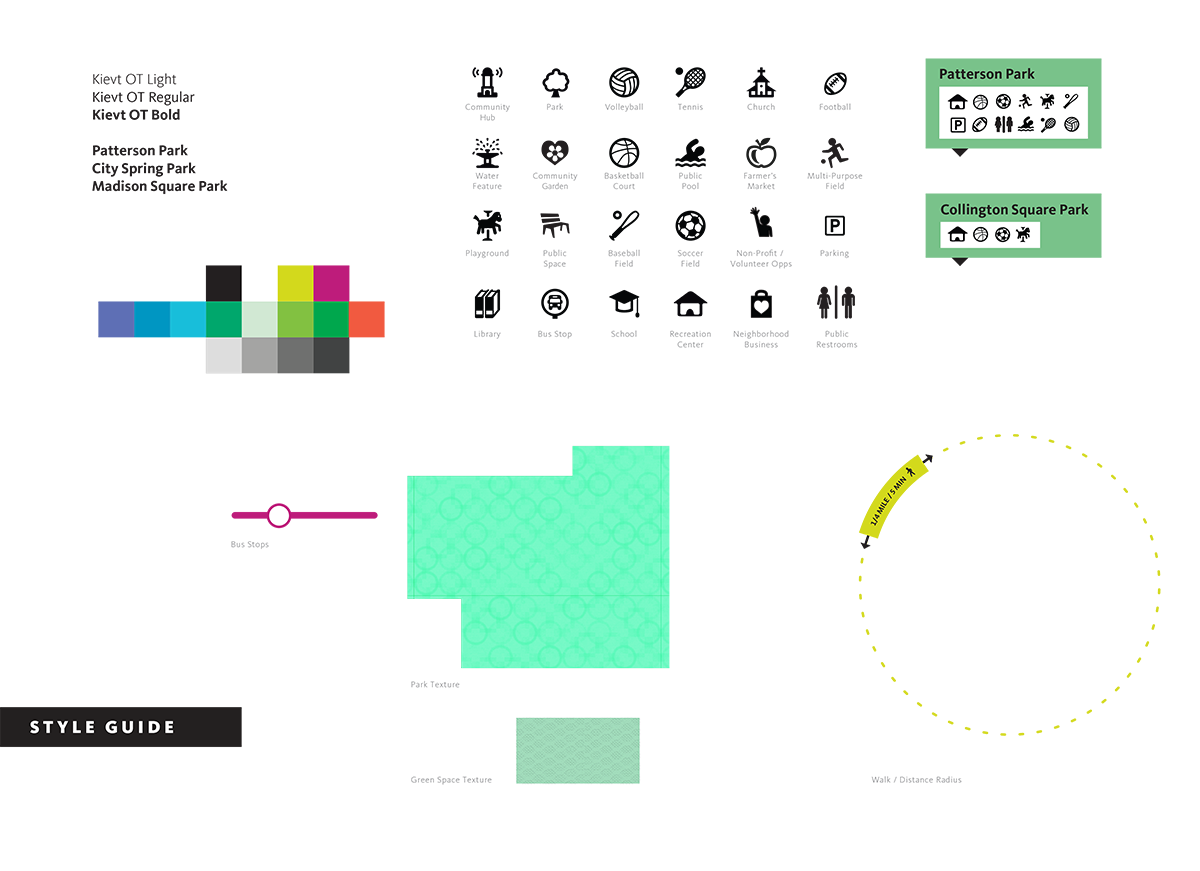 Kievt OT Light
Kievt OT Regular
Kievt OT Bold
Patterson Park
City Spring Park
Madison Square Park
Community
Hub
Park
Volleyball
Tennis
Church
Football
Water
Feature
Community
Garden
Basketball
Court
Public
Pool
Farmer's
Market
Multi-Purpose
Field
Playground
Public
Space
Baseball
Field
Soccer
Field
Non-Profit /
Volunteer Opps
P
Parking
Library
Bus Stop
School
Recreation
Center
Neighborhood
Business
Public
Restrooms
Patterson Park
P
Collington Square Park
Bus Stops
Park Texture
Green Space Texture
1/4 MILE / 5 MIN
Walk / Distance Radius
STYLE GUIDE